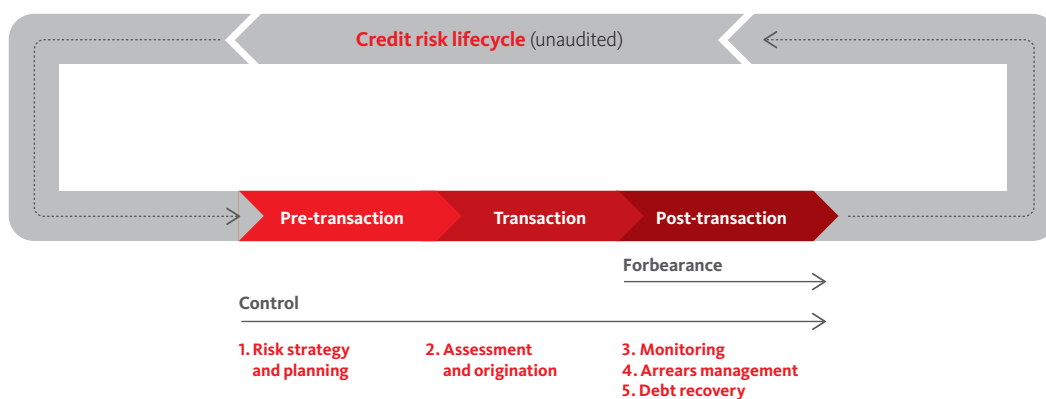 Credit risk lifecycle (unaudited)
Pre-transaction
Transaction
Post-transaction
Forbearance
Control
1. Risk strategy
and planning
2. Assessment
and origination
3. Monitoring
4. Arrears management
5. Debt recovery